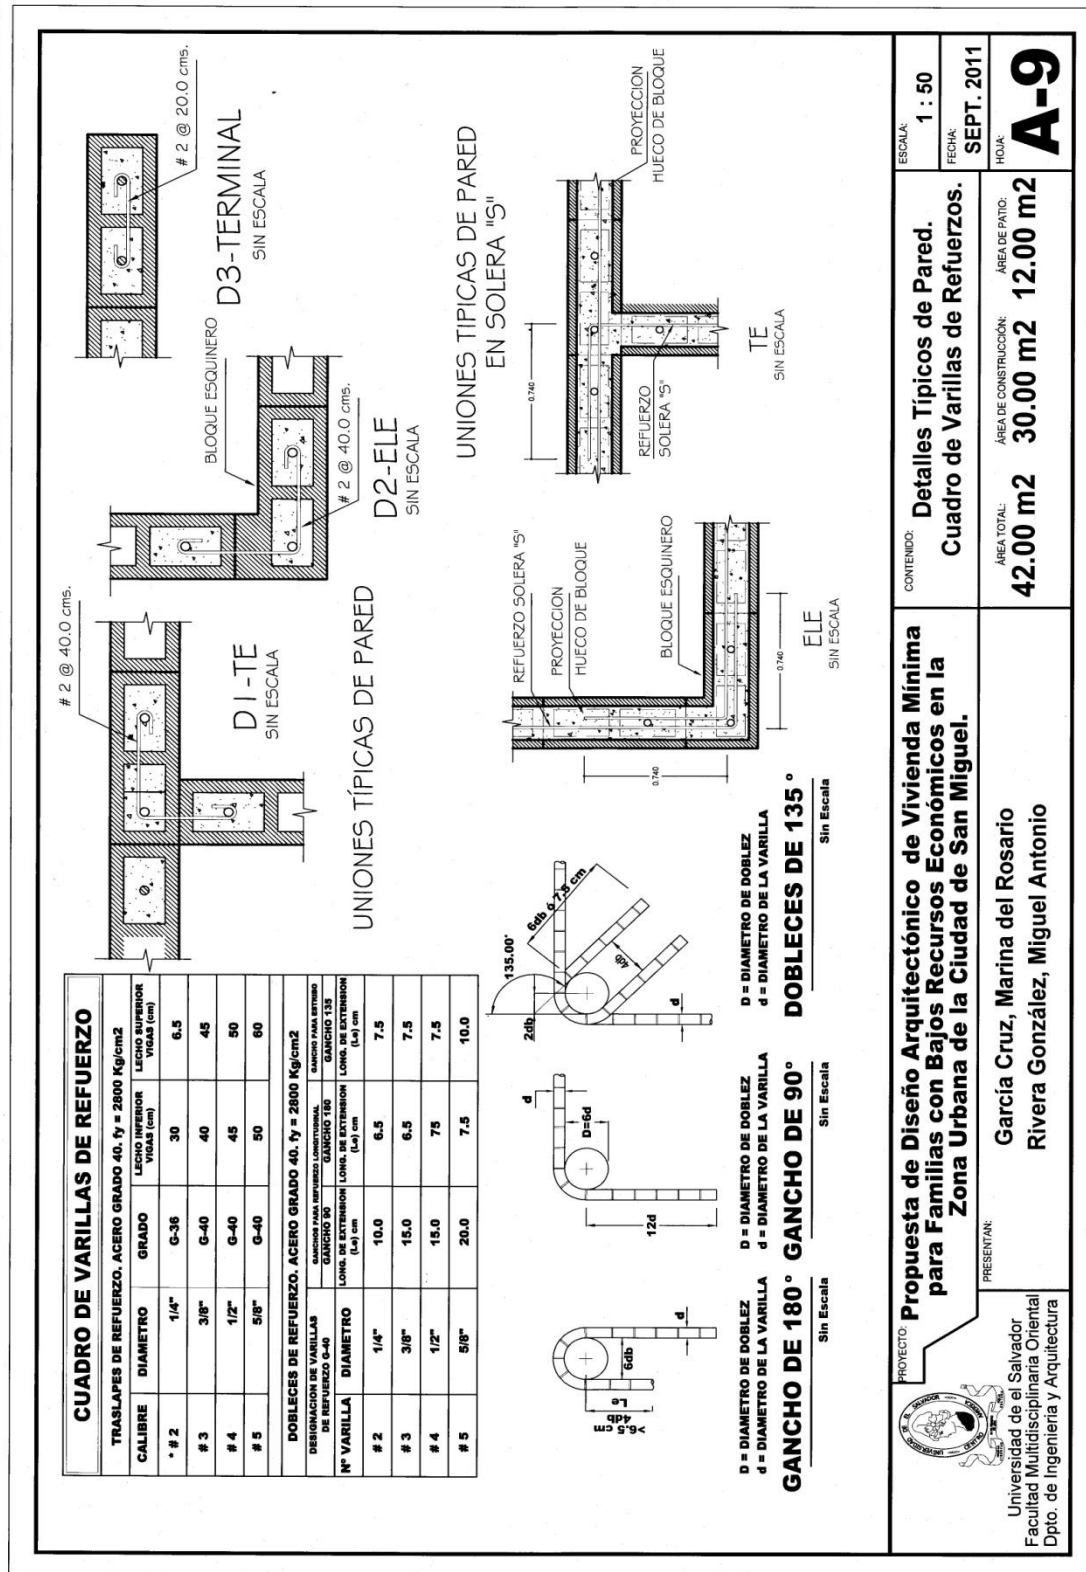 CUADRO DE VARILLAS DE REFUERZO
TRASLAPES DE REFUERZO. ACERO GRADO 40. fy = 2800 Kg/cm2
CALIBRE DIAMETRO GRADO LECHO INFERIOR VIGAS (cm) LECHO SUPERIOR VIGAS (cm)
* # 2 1/4" G-36 30 6.5
# 3 3/8" G-40 40 45
# 4 1/2" G-40 45 50
# 5 5/8" G-40 50 60
DOBLECES DE REFUERZO. ACERO GRADO 40. fy = 2800 Kg/cm2
DESIGNACION DE VARILLAS DE REFUERZO G-40 GANCHOS PARA REFUERZO LONGITUDINAL GANCHO PARA ESTRIBO
GANCHO 90 GANCHO 180 GANCHO 135
Nº VARILLA DIAMETRO LONG. DE EXTENSION (Le) cm LONG. DE EXTENSION (Le) cm LONG. DE EXTENSION (Le) cm
# 2 1/4" 10.0 6.5 7.5
# 3 3/8" 15.0 6.5 7.5
# 4 1/2" 15.0 75 7.5
# 5 5/8" 20.0 7.5 10.0
# 2 @ 40.0 cms.
D1-TE
SIN ESCALA
BLOQUE ESQUINERO
# 2 @ 40.0 cms.
D2-ELE
SIN ESCALA
# 2 @ 20.0 cms.
D3-TERMINAL
SIN ESCALA
UNIONES TÍPICAS DE PARED
>6.5 cm
4db
Le
6db
d
D = DIAMETRO DE DOBLEZ
d = DIAMETRO DE LA VARILLA
GANCHO DE 180°
Sin Escala
d
D=6d
12d
D = DIAMETRO DE DOBLEZ
d = DIAMETRO DE LA VARILLA
GANCHO DE 90°
Sin Escala
135.00°
2db
6db ó 7.5 cm
4db
d
D = DIAMETRO DE DOBLEZ
d = DIAMETRO DE LA VARILLA
DOBLECES DE 135 °
Sin Escala
REFUERZO SOLERA "S"
PROYECCION
HUECO DE BLOQUE
BLOQUE ESQUINERO
0.740
0.740
ELE
SIN ESCALA
UNIONES TIPICAS DE PARED
EN SOLERA "S"
0.740
REFUERZO
SOLERA "S"
PROYECCION
HUECO DE BLOQUE
TE
SIN ESCALA
Universidad de el Salvador
Facultad Multidisciplinaria Oriental
Dpto. de Ingeniería y Arquitectura
PROYECTO:
Propuesta de Diseño Arquitectónico de Vivienda Mínima
para Familias con Bajos Recursos Económicos en la
Zona Urbana de la Ciudad de San Miguel.
PRESENTAN:
García Cruz, Marina del Rosario
Rivera González, Miguel Antonio
CONTENIDO:
Detalles Típicos de Pared.
Cuadro de Varillas de Refuerzos.
ÁREA TOTAL:
42.00 m2
ÁREA DE CONSTRUCCIÓN:
30.00 m2
ÁREA DE PATIO:
12.00 m2
ESCALA:
1 : 50
FECHA:
SEPT. 2011
HOJA:
A-9